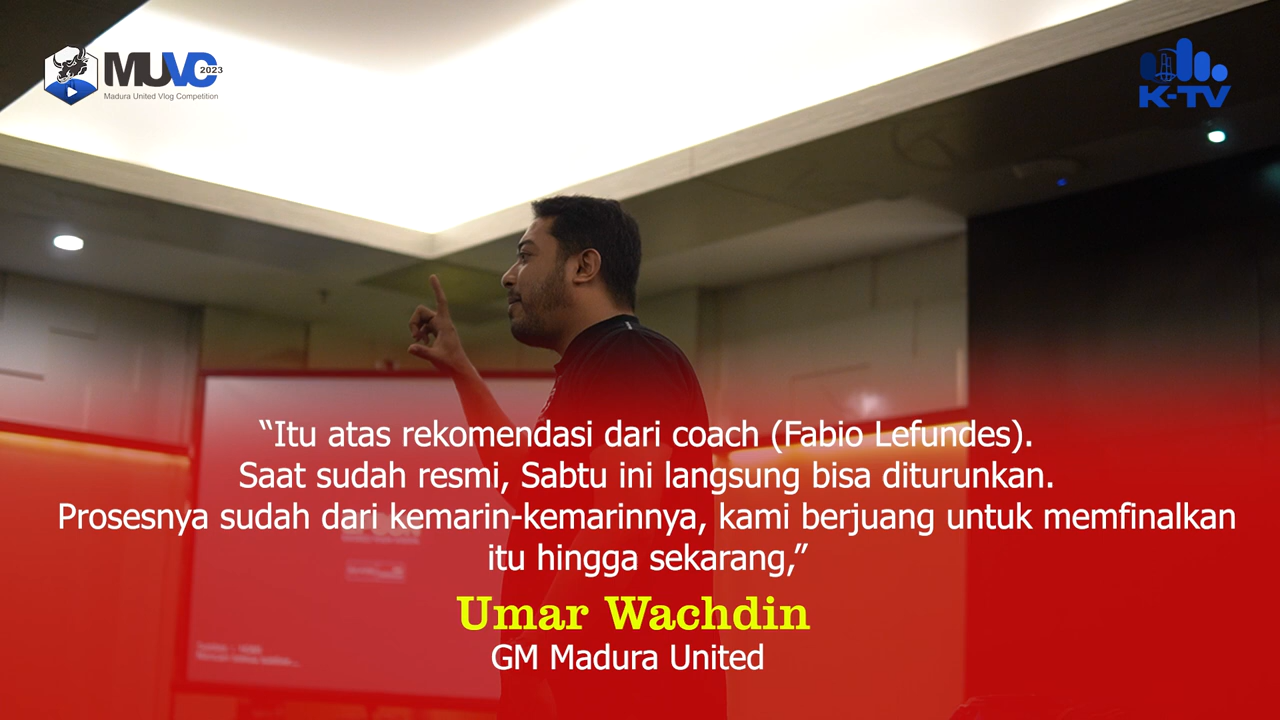 MUVC 2023
Madura United Vlog Competition
K-TV
“Itu atas rekomendasi dari coach (Fabio Lefundes).
Saat sudah resmi, Sabtu ini langsung bisa diturunkan.
Prosesnya sudah dari kemarin-kemarinnya, kami berjuang untuk memfinalkan
itu hingga sekarang,”
Umar Wachdin
GM Madura United